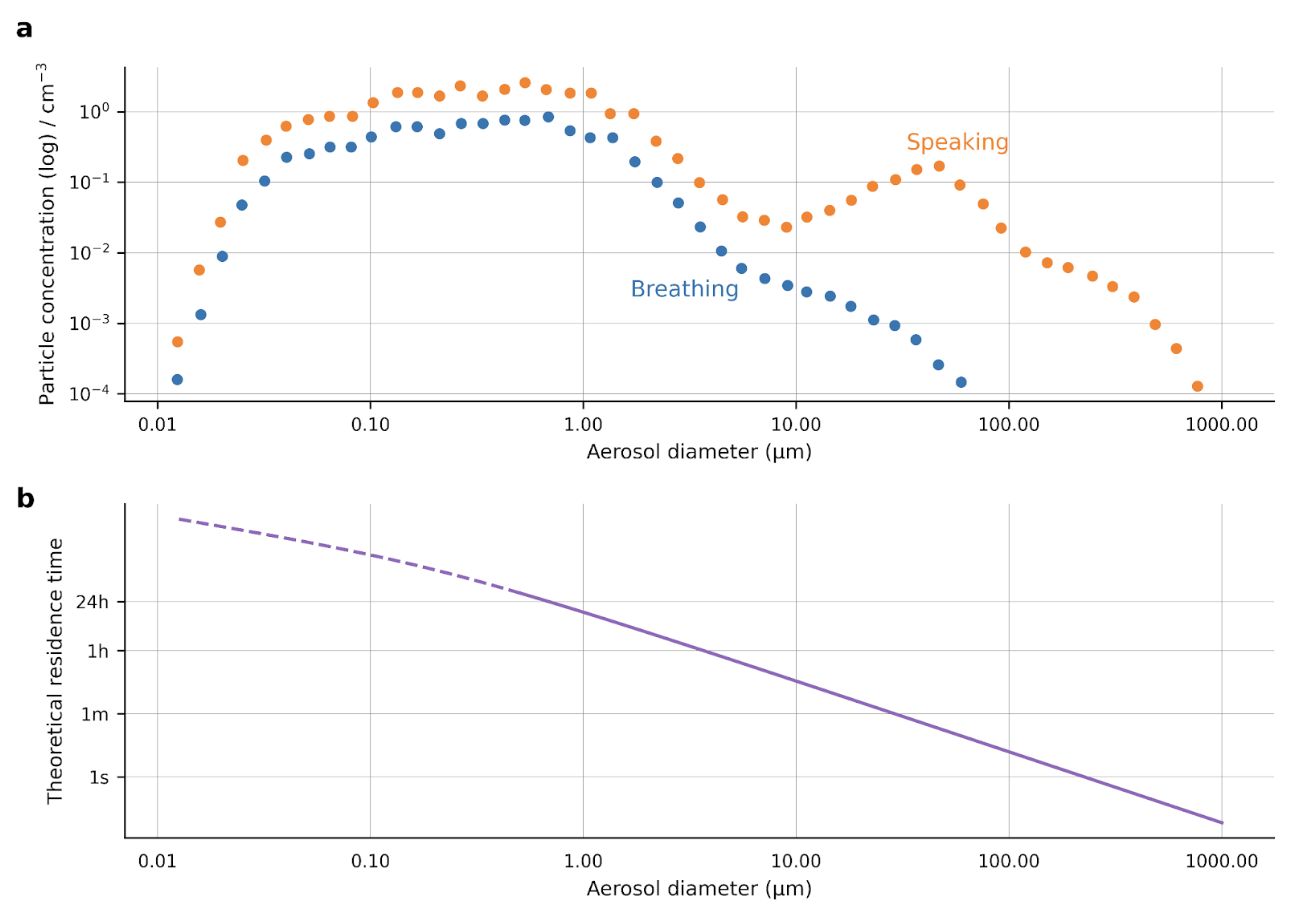 a
Particle concentration (log) / cm⁻³
10⁰
10⁻¹
10⁻²
10⁻³
10⁻⁴
Speaking
Breathing
0.01 0.10 1.00 10.00 100.00 1000.00
Aerosol diameter (μm)
b
Theoretical residence time
24h
1h
1m
1s
0.01 0.10 1.00 10.00 100.00 1000.00
Aerosol diameter (μm)